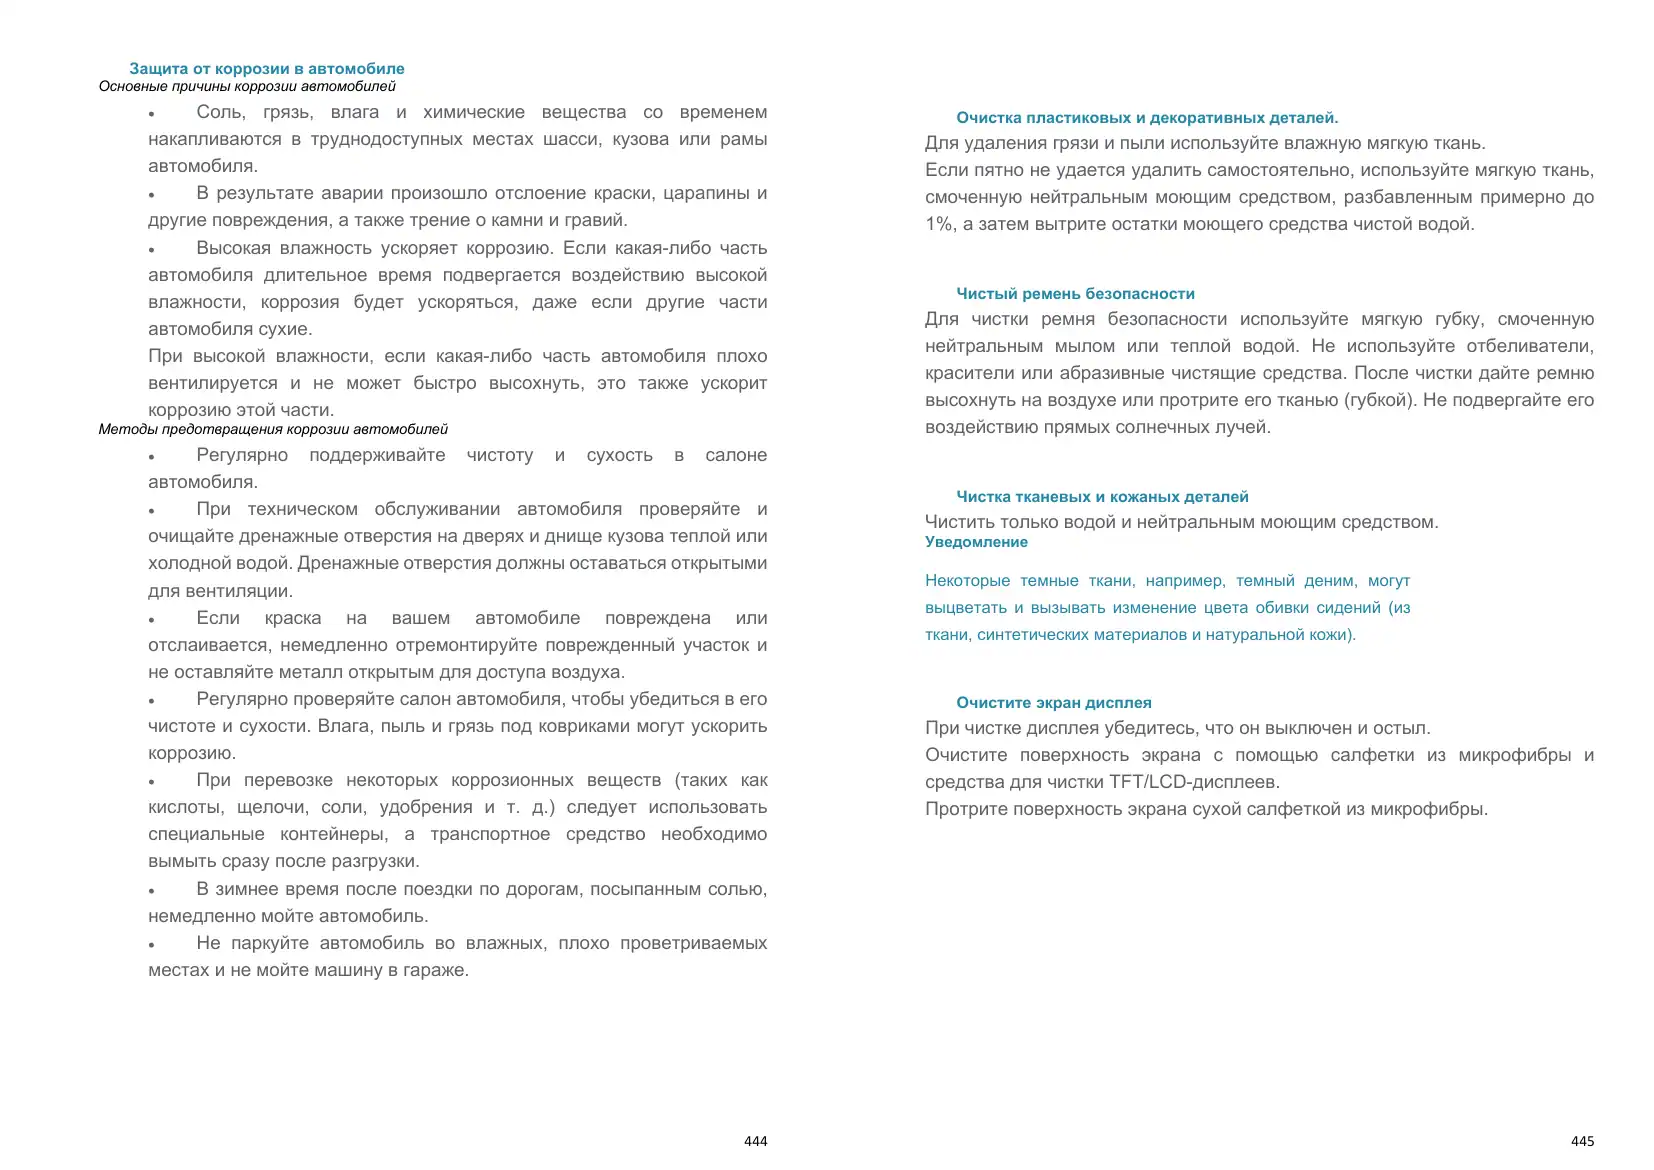 Защита от коррозии в автомобиле
Основные причины коррозии автомобилей
• Соль, грязь, влага и химические вещества со временем
накапливаются в труднодоступных местах шасси, кузова или рамы
автомобиля.
• В результате аварии произошло отслоение краски, царапины и
другие повреждения, а также трение о камни и гравий.
• Высокая влажность ускоряет коррозию. Если какая-либо часть
автомобиля длительное время подвергается воздействию высокой
влажности, коррозия будет ускоряться, даже если другие части
автомобиля сухие.
При высокой влажности, если какая-либо часть автомобиля плохо
вентилируется и не может быстро высохнуть, это также ускорит
коррозию этой части.
Методы предотвращения коррозии автомобилей
• Регулярно поддерживайте чистоту и сухость в салоне
автомобиля.
• При техническом обслуживании автомобиля проверяйте и
очищайте дренажные отверстия на дверях и днище кузова теплой или
холодной водой. Дренажные отверстия должны оставаться открытыми
для вентиляции.
• Если краска на вашем автомобиле повреждена или
отслаивается, немедленно отремонтируйте поврежденный участок и
не оставляйте металл открытым для доступа воздуха.
• Регулярно проверяйте салон автомобиля, чтобы убедиться в его
чистоте и сухости. Влага, пыль и грязь под ковриками могут ускорить
коррозию.
• При перевозке некоторых коррозионных веществ (таких как
кислоты, щелочи, соли, удобрения и т. д.) следует использовать
специальные контейнеры, а транспортное средство необходимо
вымыть сразу после разгрузки.
• В зимнее время после поездки по дорогам, посыпанным солью,
немедленно мойте автомобиль.
• Не паркуйте автомобиль во влажных, плохо проветриваемых
местах и не мойте машину в гараже.
444
Очистка пластиковых и декоративных деталей.
Для удаления грязи и пыли используйте влажную мягкую ткань.
Если пятно не удается удалить самостоятельно, используйте мягкую ткань,
смоченную нейтральным моющим средством, разбавленным примерно до
1%, а затем вытрите остатки моющего средства чистой водой.
Чистый ремень безопасности
Для чистки ремня безопасности используйте мягкую губку, смоченную
нейтральным мылом или теплой водой. Не используйте отбеливатели,
красители или абразивные чистящие средства. После чистки дайте ремню
высохнуть на воздухе или протрите его тканью (губкой). Не подвергайте его
воздействию прямых солнечных лучей.
Чистка тканевых и кожаных деталей
Чистить только водой и нейтральным моющим средством.
Уведомление
Некоторые темные ткани, например, темный деним, могут
выцветать и вызывать изменение цвета обивки сидений (из
ткани, синтетических материалов и натуральной кожи).
Очистите экран дисплея
При чистке дисплея убедитесь, что он выключен и остыл.
Очистите поверхность экрана с помощью салфетки из микрофибры и
средства для чистки TFT/LCD-дисплеев.
Протрите поверхность экрана сухой салфеткой из микрофибры.
445